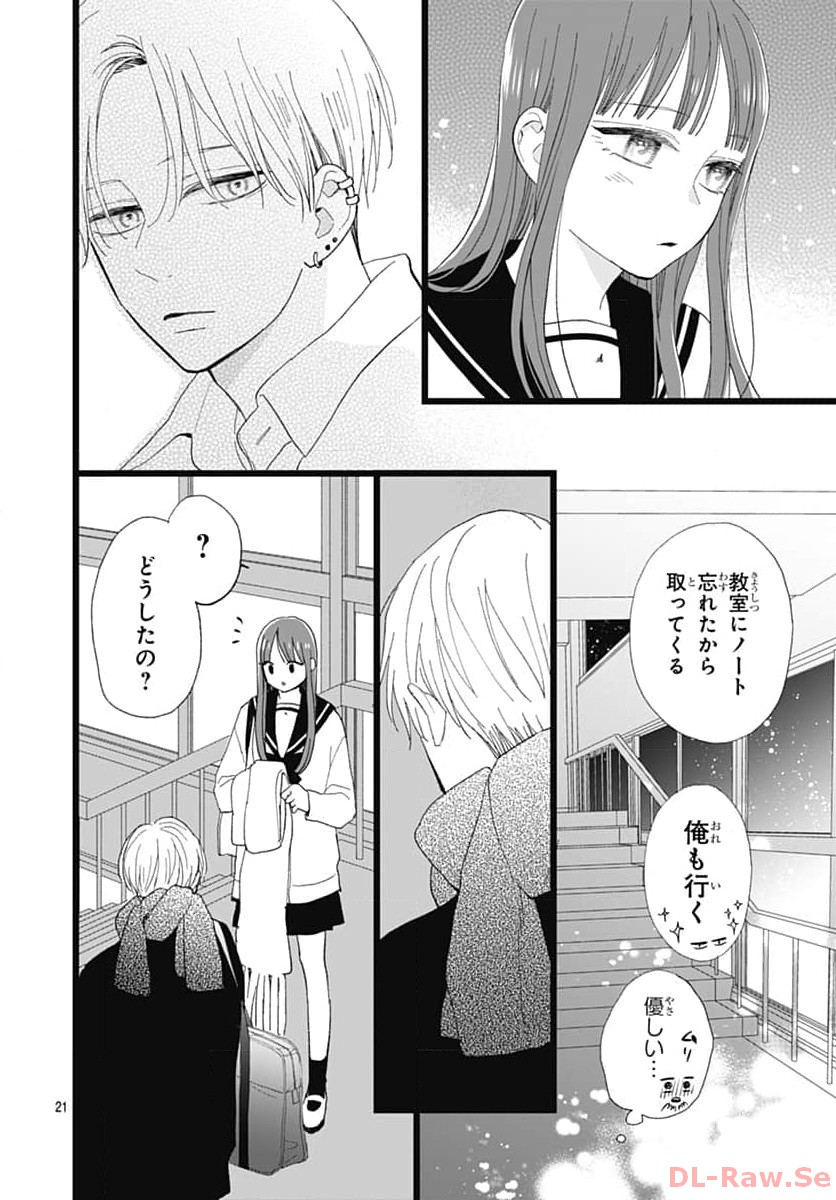 教室にノート
忘れたから
取ってくる
俺も行く
優しい…
ムリ
？
どうしたの？
21
DL-Raw.Se